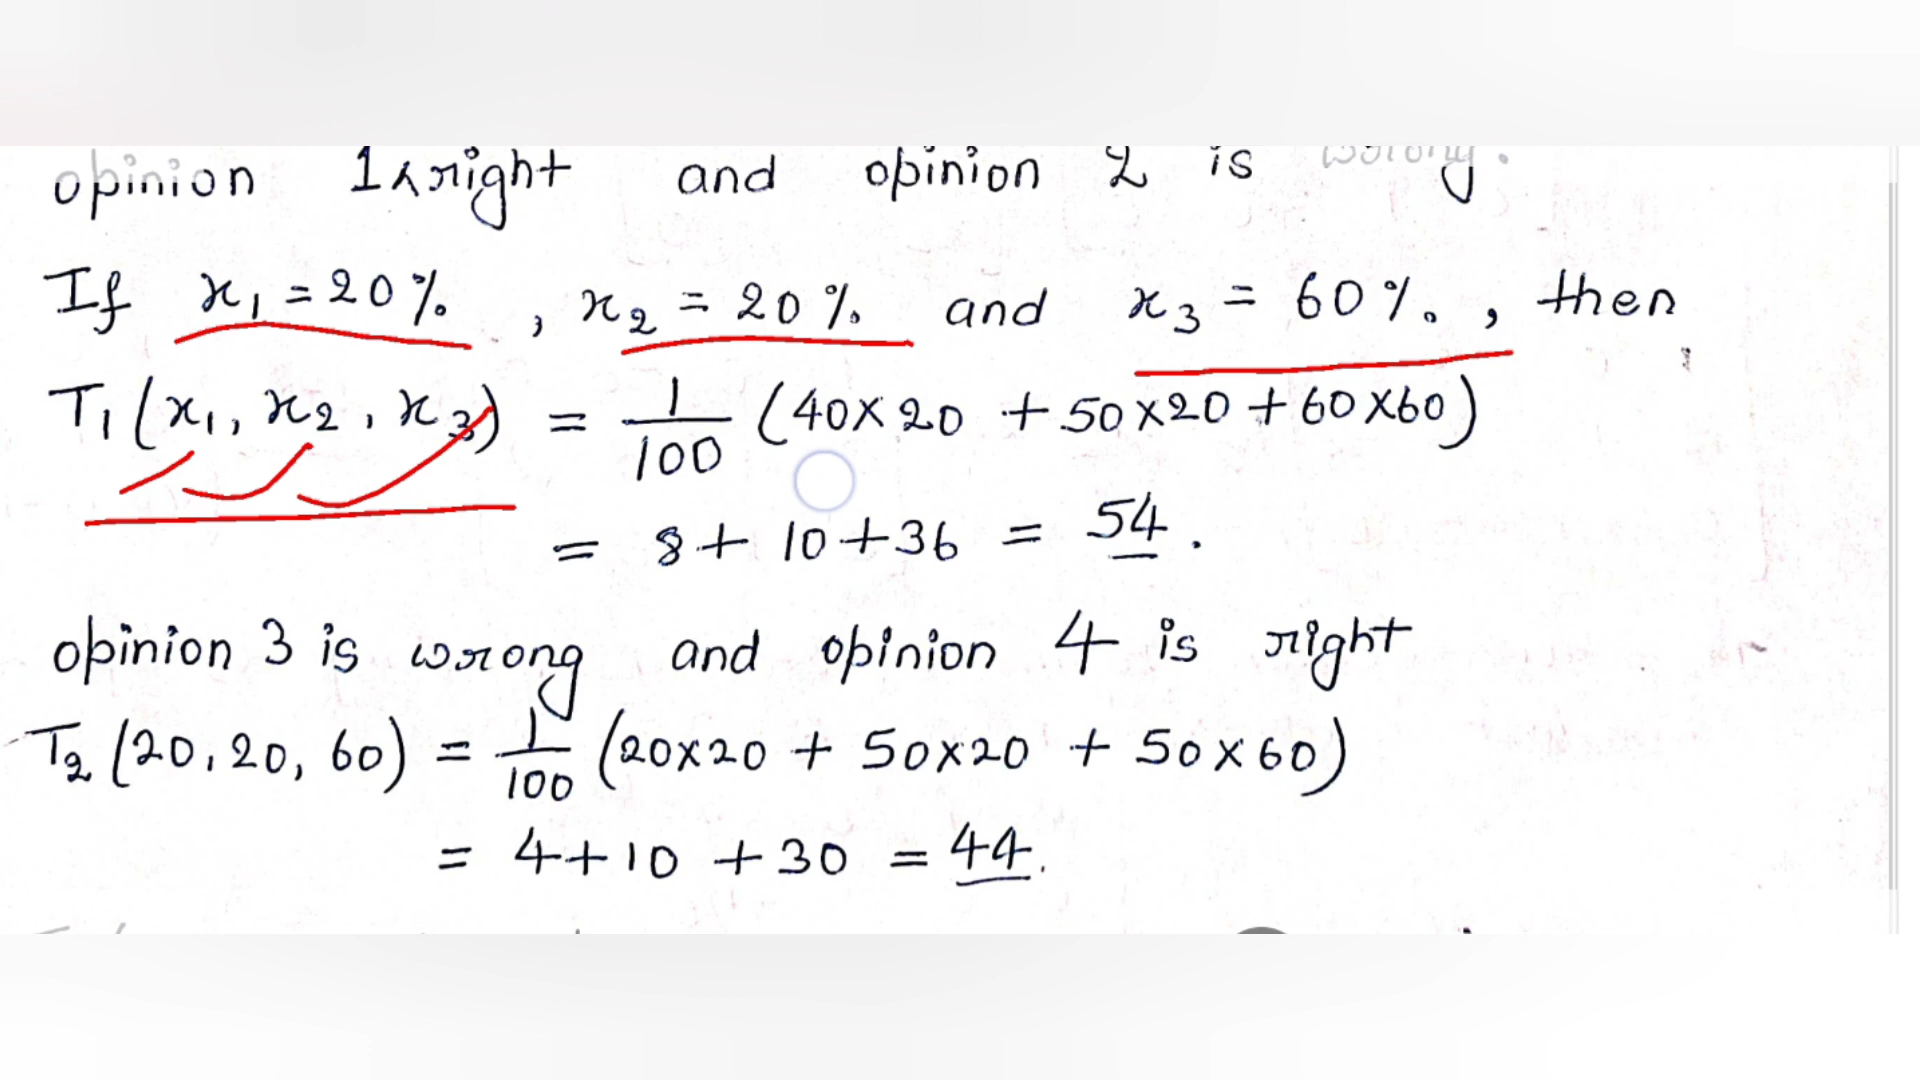 opinion 1 right and opinion 2 is wrong.
If x₁ = 20%, x₂ = 20% and x₃ = 60%, then
T₁(x₁, x₂, x₃) = 1/100 (40×20 + 50×20 + 60×60)
= 8 + 10 + 36 = 54.
opinion 3 is wrong and opinion 4 is right
T₂(20, 20, 60) = 1/100 (20×20 + 50×20 + 50×60)
= 4 + 10 + 30 = 44.